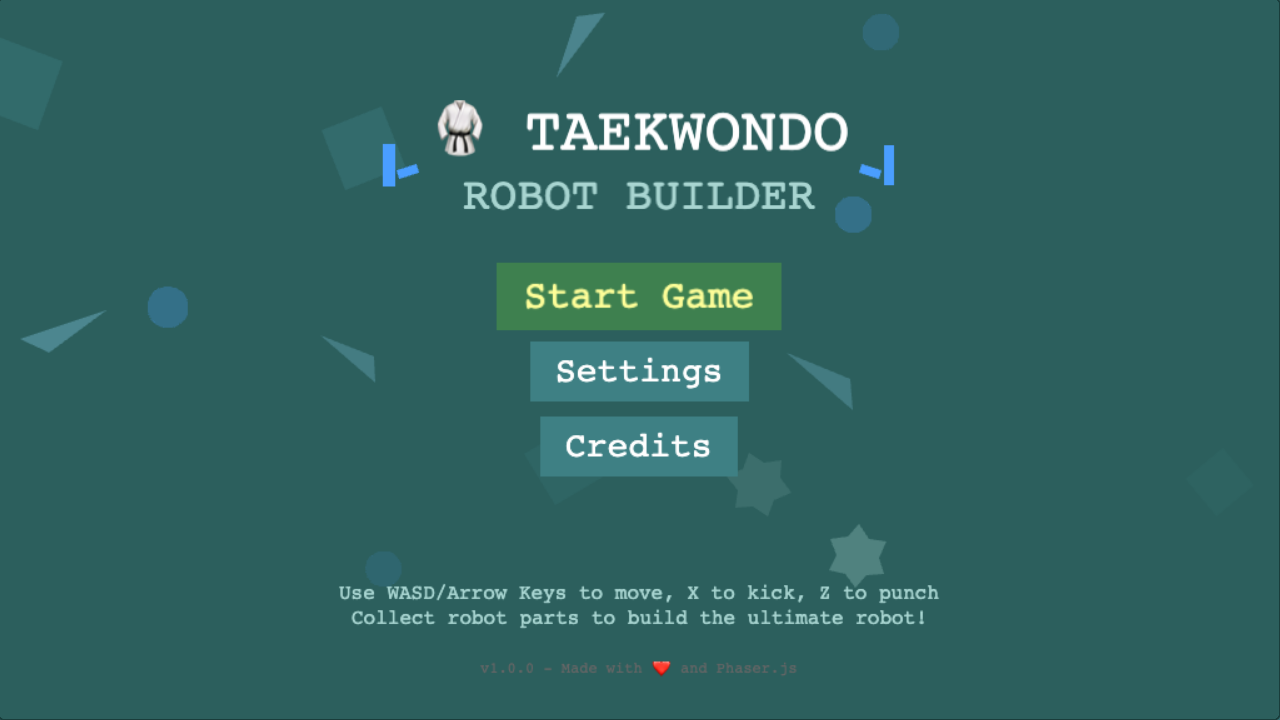 🥋 TAEKWONDO
ROBOT BUILDER
Start Game
Settings
Credits
Use WASD/Arrow Keys to move, X to kick, Z to punch
Collect robot parts to build the ultimate robot!
v1.0.0 - Made with ❤️ and Phaser.js